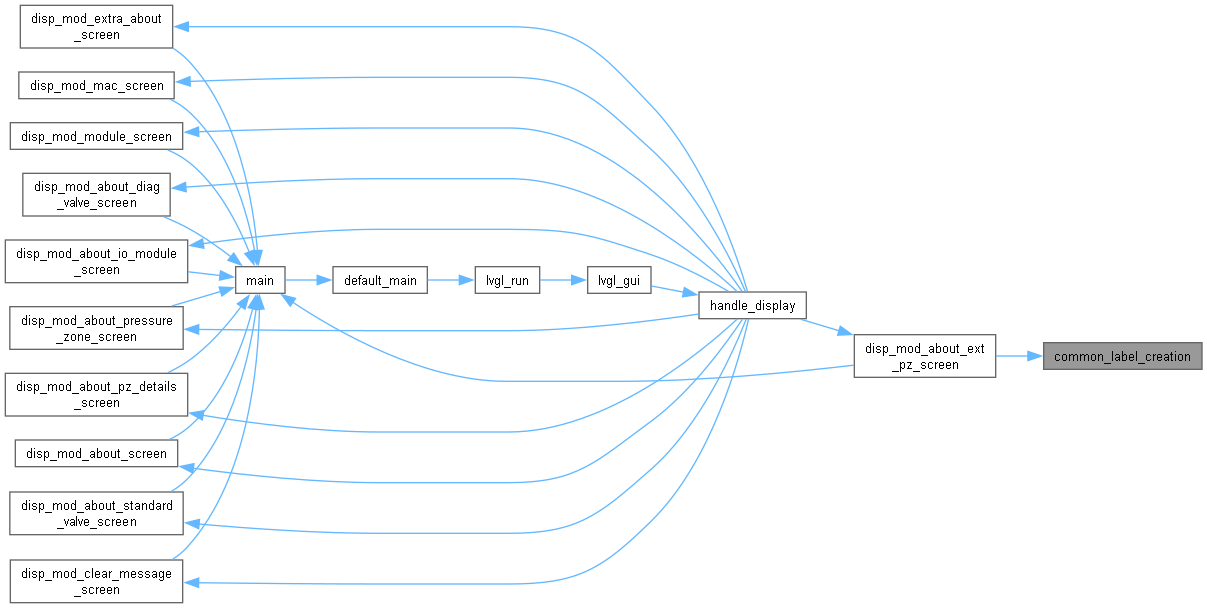 disp_mod_extra_about
_screen
disp_mod_mac_screen
disp_mod_module_screen
disp_mod_about_diag
_valve_screen
disp_mod_about_io_module
_screen
main
default_main
lvgl_run
lvgl_gui
handle_display
disp_mod_about_pressure
_zone_screen
disp_mod_about_ext
_pz_screen
common_label_creation
disp_mod_about_pz_details
_screen
disp_mod_about_screen
disp_mod_about_standard
_valve_screen
disp_mod_clear_message
_screen